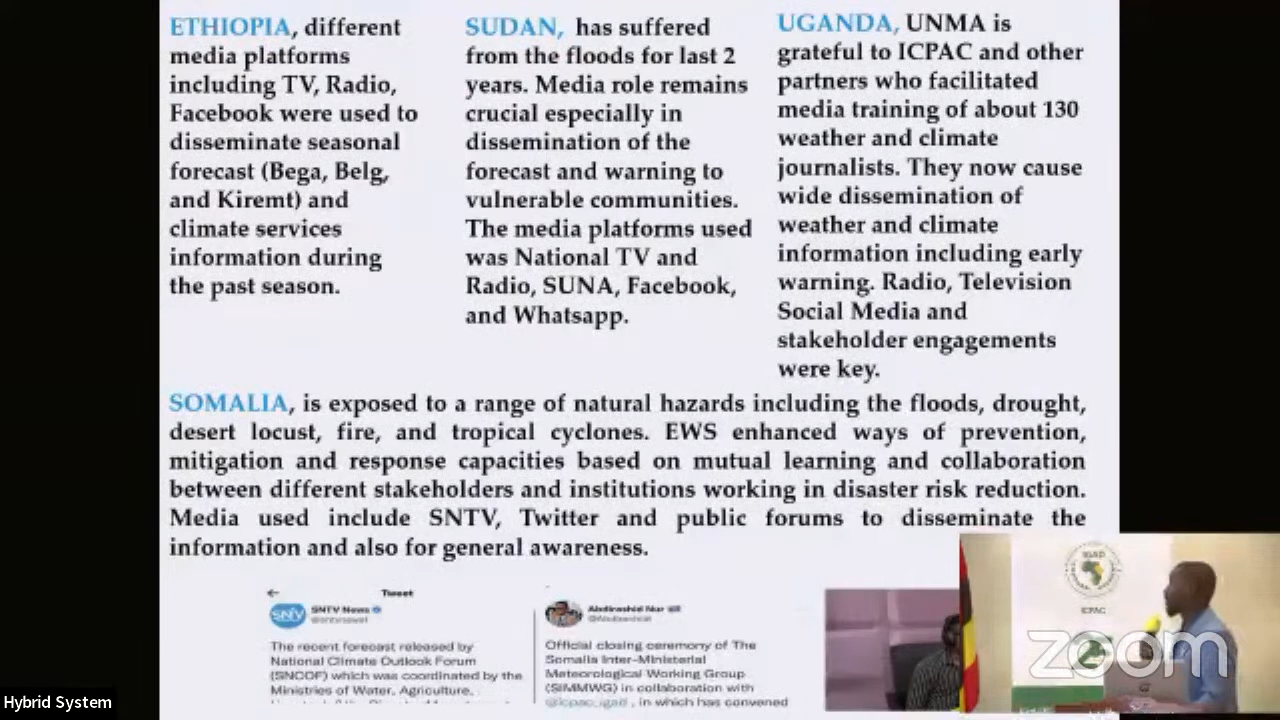 ETHIOPIA, different
media platforms
including TV, Radio,
Facebook were used to
disseminate seasonal
forecast (Bega, Belg,
and Kiremt) and
climate services
information during
the past season.
SUDAN, has suffered
from the floods for last 2
years. Media role remains
crucial especially in
dissemination of the
forecast and warning to
vulnerable communities.
The media platforms used
was National TV and
Radio, SUNA, Facebook,
and Whatsapp.
UGANDA, UNMA is
grateful to ICPAC and other
partners who facilitated
media training of about 130
weather and climate
journalists. They now cause
wide dissemination of
weather and climate
information including early
warning. Radio, Television
Social Media and
stakeholder engagements
were key.
SOMALIA, is exposed to a range of natural hazards including the floods, drought,
desert locust, fire, and tropical cyclones. EWS enhanced ways of prevention,
mitigation and response capacities based on mutual learning and collaboration
between different stakeholders and institutions working in disaster risk reduction.
Media used include SNTV, Twitter and public forums to disseminate the
information and also for general awareness.
Tweet
SNTV
SNTV News
The recent forecast released by
National Climate Outlook Forum
(SNCOF) which was coordinated by the
Ministries of Water, Agriculture,
Abdirashid Nur
Official closing ceremony of The
Somalia Inter-Ministerial
Meteorological Working Group
(SIMMWG) in collaboration with
@icpac_igad , in which has convened
IGAD
ICPAC
zoom
Hybrid System